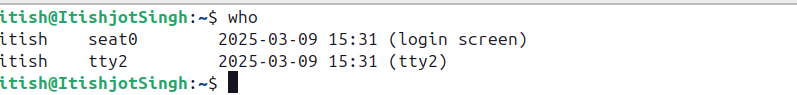 itish@ItishjotSingh:~$ who
itish    seat0        2025-03-09 15:31 (login screen)
itish    tty2         2025-03-09 15:31 (tty2)
itish@ItishjotSingh:~$